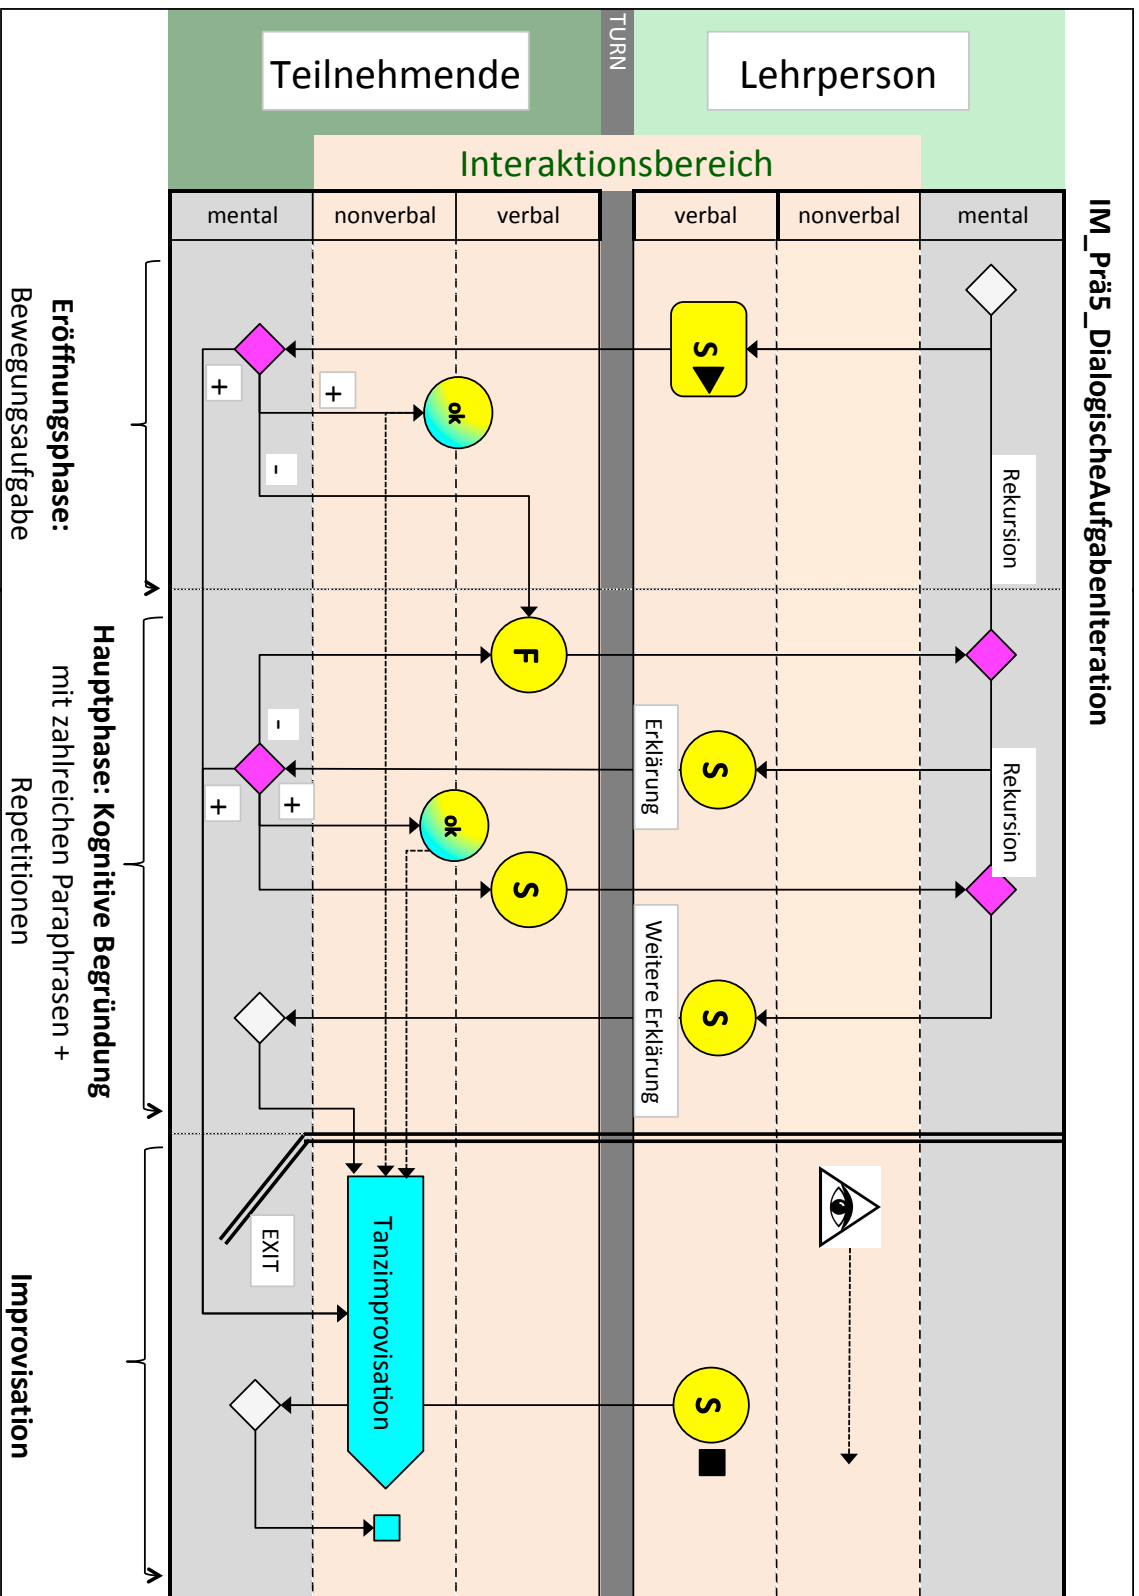 IM_Prä5_DialogischeAufgabenIteration
Teilnehmende
TURN
Lehrperson
Interaktionsbereich
mental
nonverbal
verbal
verbal
nonverbal
mental
S
Rekursion
+
+
ok
-
F
Rekursion
Erklärung
S
-
+
+
ok
S
Weitere Erklärung
S
EXIT
Tanzimprovisation
S
Eröffnungsphase:
Bewegungsaufgabe
Hauptphase: Kognitive Begründung
mit zahlreichen Paraphrasen +
Repetitionen
Improvisation